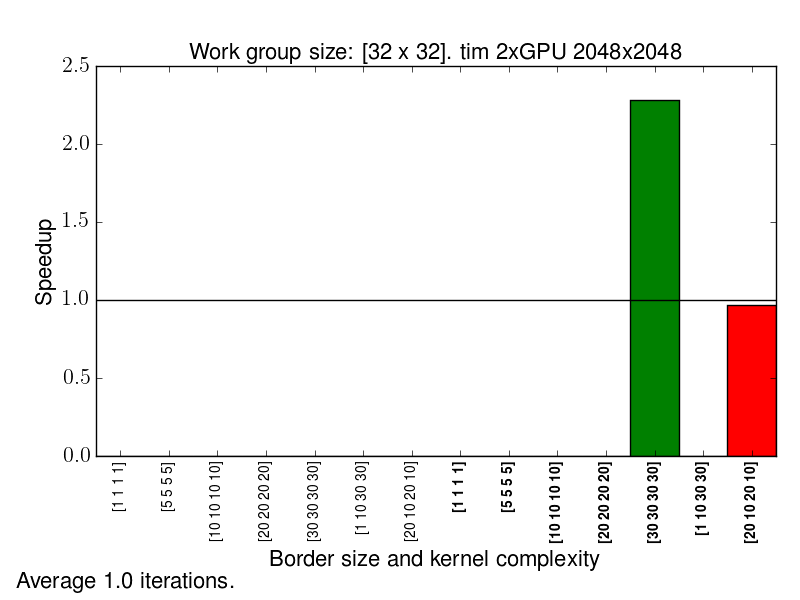 Work group size: [32 x 32]. tim 2xGPU 2048x2048
2.5
2.0
1.5
1.0
0.5
0.0
Speedup
[1 1 1 1]
[5 5 5 5]
[10 10 10 10]
[20 20 20 20]
[30 30 30 30]
[1 10 30 30]
[20 10 20 10]
[1 1 1 1]
[5 5 5 5]
[10 10 10 10]
[20 20 20 20]
[30 30 30 30]
[1 10 30 30]
[20 10 20 10]
Border size and kernel complexity
Average 1.0 iterations.